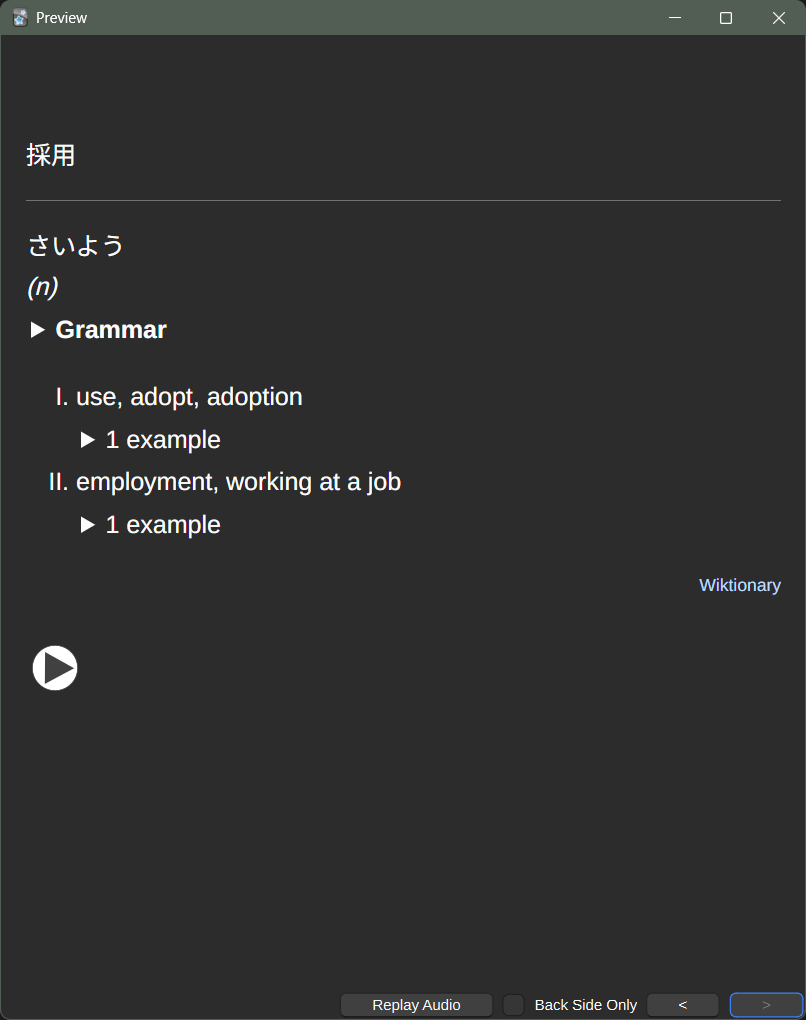 Preview
採用
さいよう
(n)
Grammar
I. use, adopt, adoption
1 example
II. employment, working at a job
1 example
Wiktionary
Replay Audio Back Side Only < >